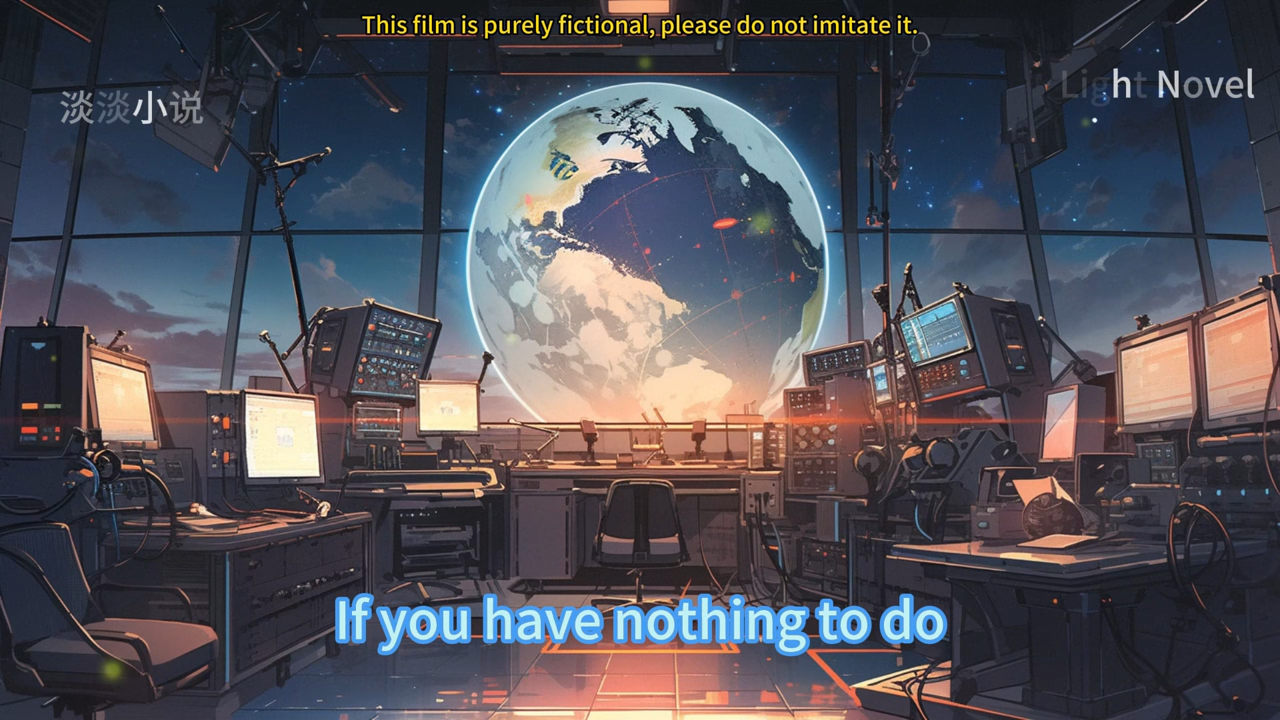 This film is purely fictional, please do not imitate it.
淡淡小说
Light Novel
If you have nothing to do